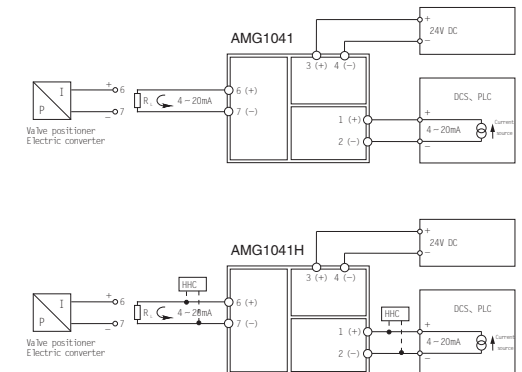 AMG1041
+
24V DC
−
3 (+) 4 (−)
I
P
+
6
−
7
R L
4－20mA
6 (+)
7 (−)
Valve positioner
Electric converter
1 (+)
2 (−)
DCS、PLC
+
4－20mA
−
Current
source
AMG1041H
+
24V DC
−
3 (+) 4 (−)
HHC
I
P
+
6
−
7
R L
4－20mA
6 (+)
7 (−)
Valve positioner
Electric converter
HHC
1 (+)
2 (−)
DCS、PLC
+
4－20mA
−
Current
source